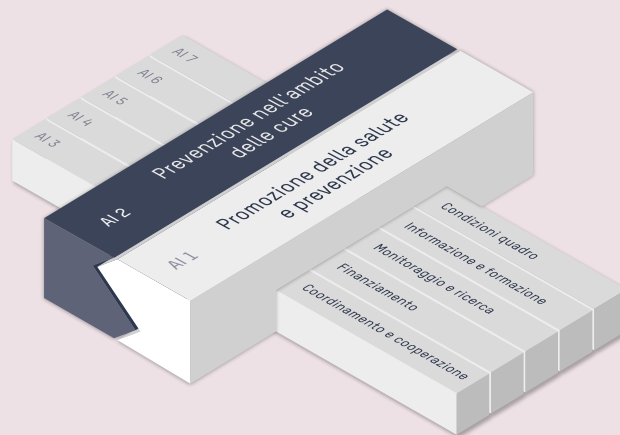 AI 7
AI 6
AI 5
AI 4
AI 3
AI 2
Prevenzione nell'ambito
delle cure
AI 1
Promozione della salute
e prevenzione
Condizioni quadro
Informazione e formazione
Monitoraggio e ricerca
Finanziamento
Coordinamento e cooperazione